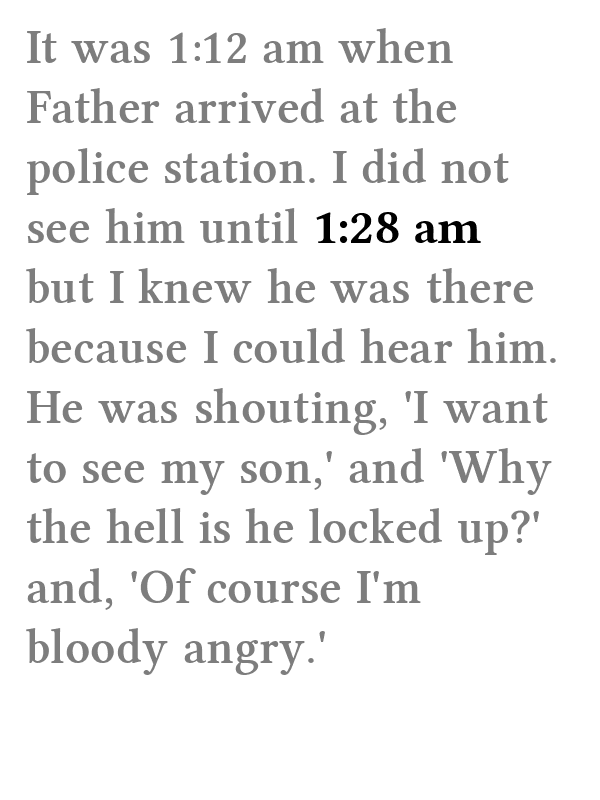 It was 1:12 am when
Father arrived at the
police station. I did not
see him until 1:28 am
but I knew he was there
because I could hear him.
He was shouting, 'I want
to see my son,' and 'Why
the hell is he locked up?'
and, 'Of course I'm
bloody angry.'